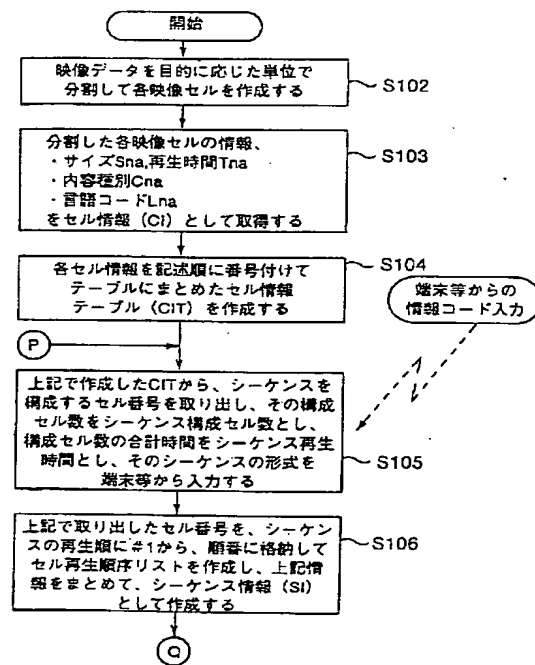 開始
映像データを目的に応じた単位で
分割して各映像セルを作成する
S102
分割した各映像セルの情報、
・サイズSna,再生時間Tna
・内容種別Cna
・言語コードLna
をセル情報（CI）として取得する
S103
各セル情報を記述順に番号付けて
テーブルにまとめたセル情報
テーブル（CIT）を作成する
S104
端末等からの
情報コード入力
P
上記で作成したCITから、シーケンスを
構成するセル番号を取り出し、その構成
セル数をシーケンス構成セル数とし、
構成セル数の合計時間をシーケンス再生
時間とし、そのシーケンスの形式を
端末等から入力する
S105
上記で取り出したセル番号を、シーケン
スの再生順に#1から、順番に格納して
セル再生順序リストを作成し、上記情
報をまとめて、シーケンス情報（SI）
として作成する
S106
Q